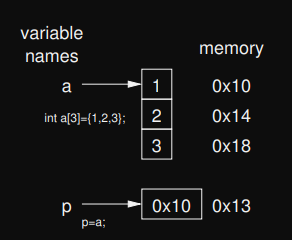 variable
names
memory
a
1
0x10
int a[3]={1,2,3};
2
0x14
3
0x18
p
0x10
0x13
p=a;